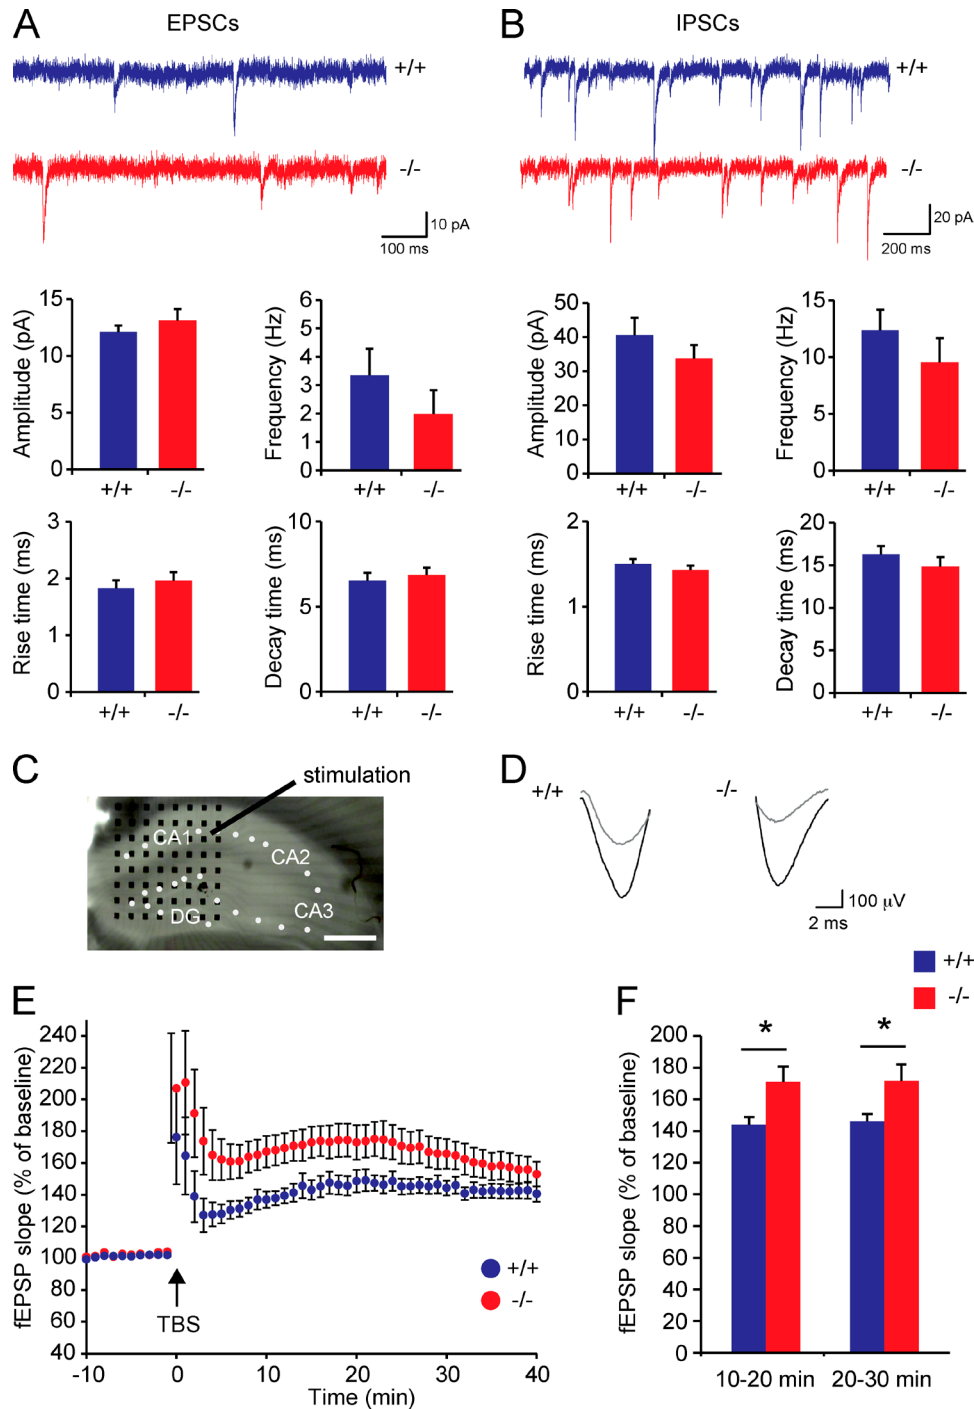 A EPSCs
B IPSCs
+/+
+/+
-/-
-/-
10 pA
100 ms
20 pA
200 ms
Amplitude (pA)
15
10
5
0
+/+ -/-
Frequency (Hz)
6
5
4
3
2
1
0
+/+ -/-
Amplitude (pA)
50
40
30
20
10
0
+/+ -/-
Frequency (Hz)
15
10
5
0
+/+ -/-
Rise time (ms)
3
2
1
0
+/+ -/-
Decay time (ms)
10
5
0
+/+ -/-
Rise time (ms)
2
1
0
+/+ -/-
Decay time (ms)
20
15
10
5
0
+/+ -/-
C
stimulation
CA1
CA2
CA3
DG
D
+/+
-/-
100 µV
2 ms
+/+
-/-
E
fEPSP slope (% of baseline)
240
220
200
180
160
140
120
100
80
60
40
TBS
+/+
-/-
-10 0 10 20 30 40
Time (min)
F
fEPSP slope (% of baseline)
200
180
160
140
120
100
80
60
40
20
0
* *
10-20 min 20-30 min